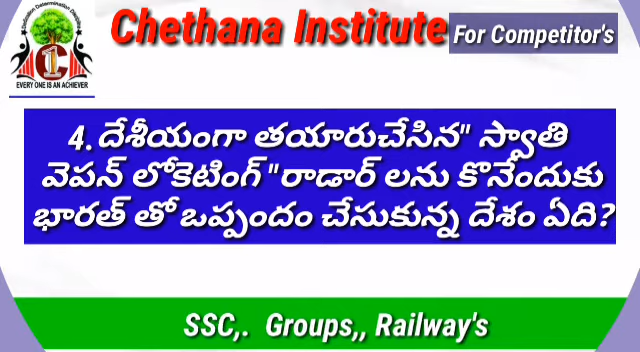 Chethana Institute
For Competitor's
EVERY ONE IS AN ACHIEVER
4. దేశీయంగా తయారుచేసిన" స్వాతి
వెపన్ లోకెటింగ్ "రాడార్ లను కొనేందుకు
భారత్ తో ఒప్పందం చేసుకున్న దేశం ఏది?
SSC,. Groups,, Railway's